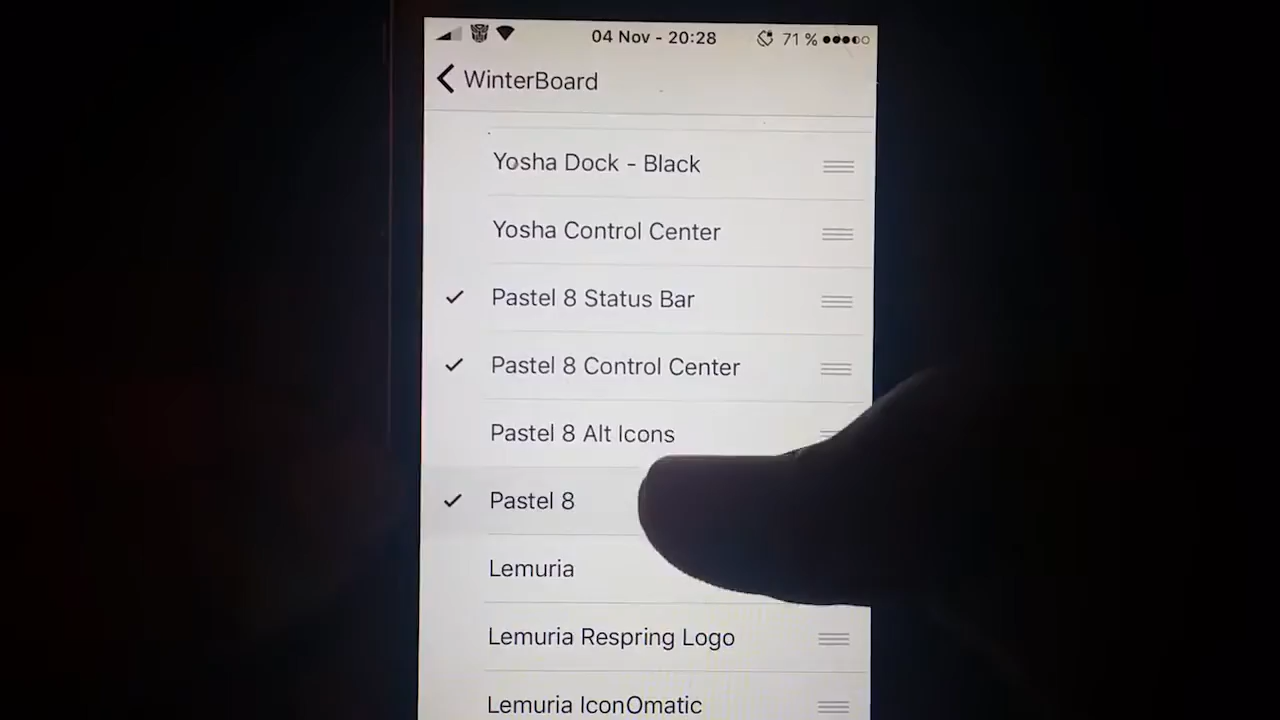 04 Nov - 20:28
71 %
WinterBoard
Yosha Dock - Black
Yosha Control Center
Pastel 8 Status Bar
Pastel 8 Control Center
Pastel 8 Alt Icons
Pastel 8
Lemuria
Lemuria Respring Logo
Lemuria IconOmatic